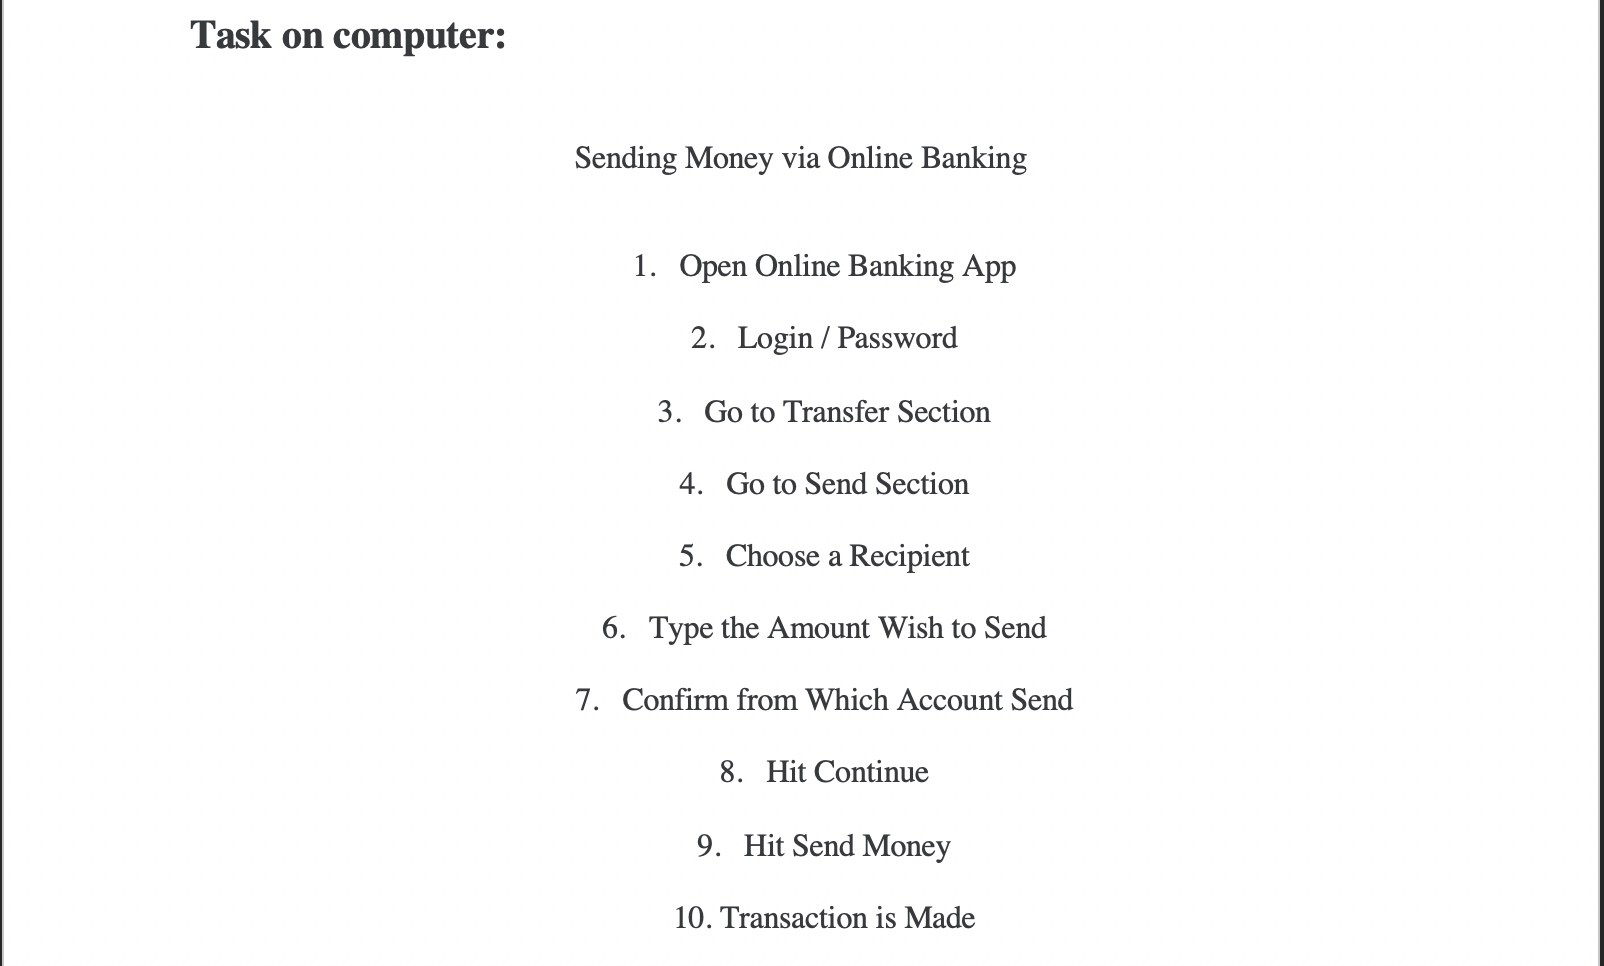 Task on computer:
Sending Money via Online Banking
1. Open Online Banking App
2. Login / Password
3. Go to Transfer Section
4. Go to Send Section
5. Choose a Recipient
6. Type the Amount Wish to Send
7. Confirm from Which Account Send
8. Hit Continue
9. Hit Send Money
10. Transaction is Made